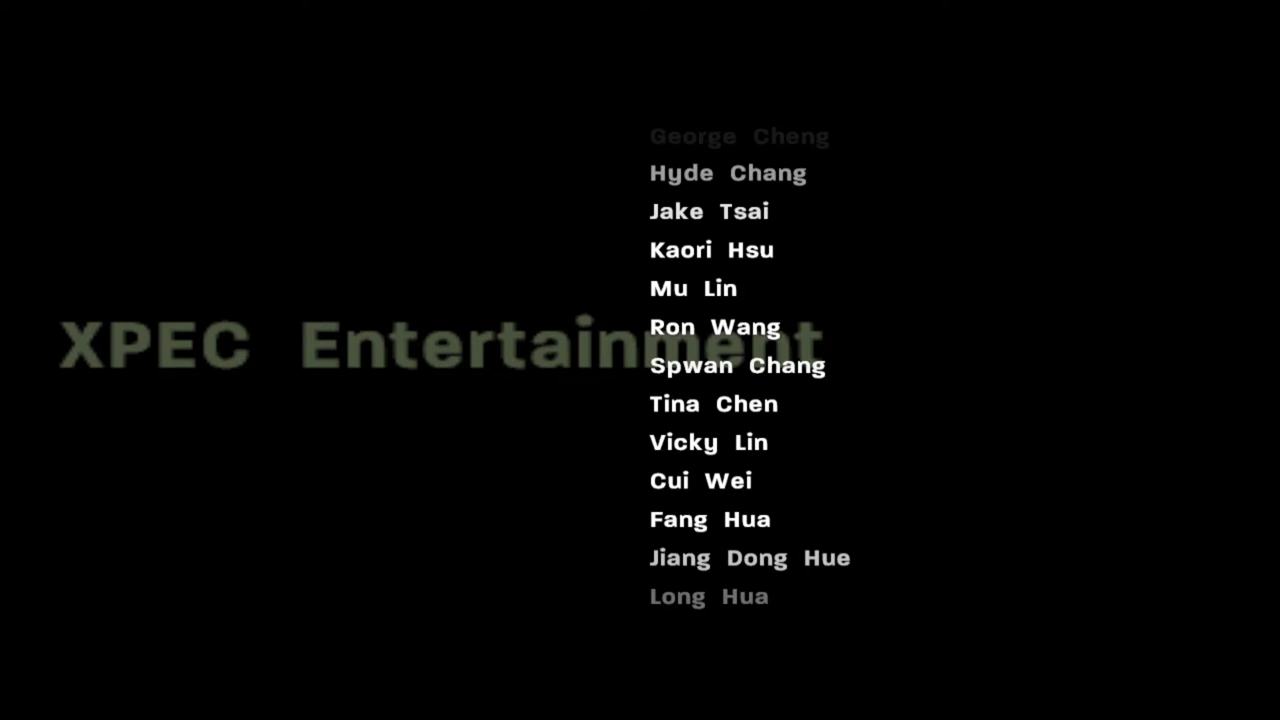 XPEC Entertainment
George Cheng
Hyde Chang
Jake Tsai
Kaori Hsu
Mu Lin
Ron Wang
Spwan Chang
Tina Chen
Vicky Lin
Cui Wei
Fang Hua
Jiang Dong Hue
Long Hua